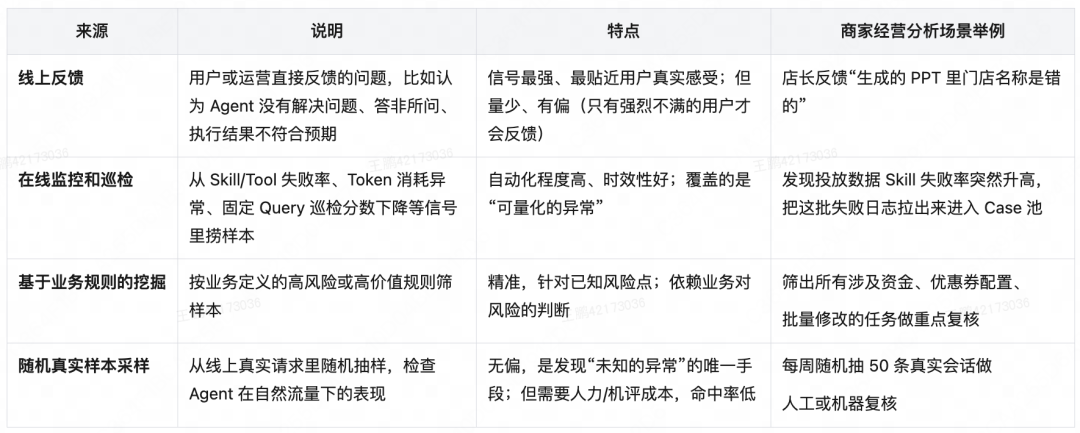 来源 说明 特点 商家经营分析场景举例
线上反馈
用户或运营直接反馈的问题，比如认
为 Agent 没有解决问题、答非所问、
执行结果不符合预期
信号最强、最贴近用户真实感受；但
量少、有偏（只有强烈不满的用户才
会反馈）
店长反馈“生成的 PPT 里门店名称是错
的”
在线监控和巡检
从 Skill/Tool 失败率、Token 消耗异
常、固定 Query 巡检分数下降等信号
里捞样本
自动化程度高、时效性好；覆盖的是
“可量化的异常”
发现投放数据 Skill 失败率突然升高，
把这批失败日志拉出来进入 Case 池
基于业务规则的挖掘
按业务定义的高风险或高价值规则筛
样本
精准，针对已知风险点；依赖业务对
风险的判断
筛出所有涉及资金、优惠券配置、
批量修改的任务做重点复核
随机真实样本采样
从线上真实请求里随机抽样，检查
Agent 在自然流量下的表现
无偏，是发现“未知的异常”的唯一手
段；但需要人力/机评成本，命中率低
每周随机抽 50 条真实会话做
人工或机器复核